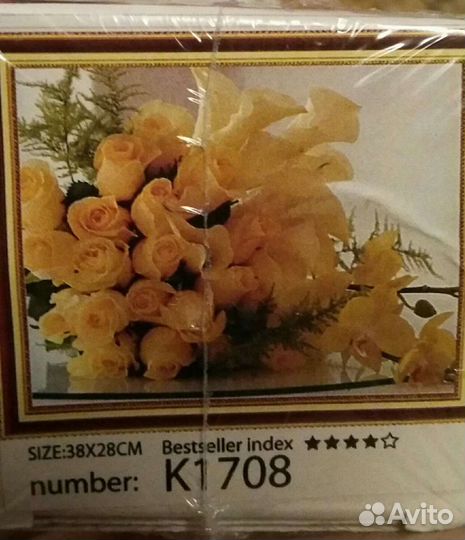 SIZE:38X28CM Bestseller index ★★★★☆
number: K1708
Avito